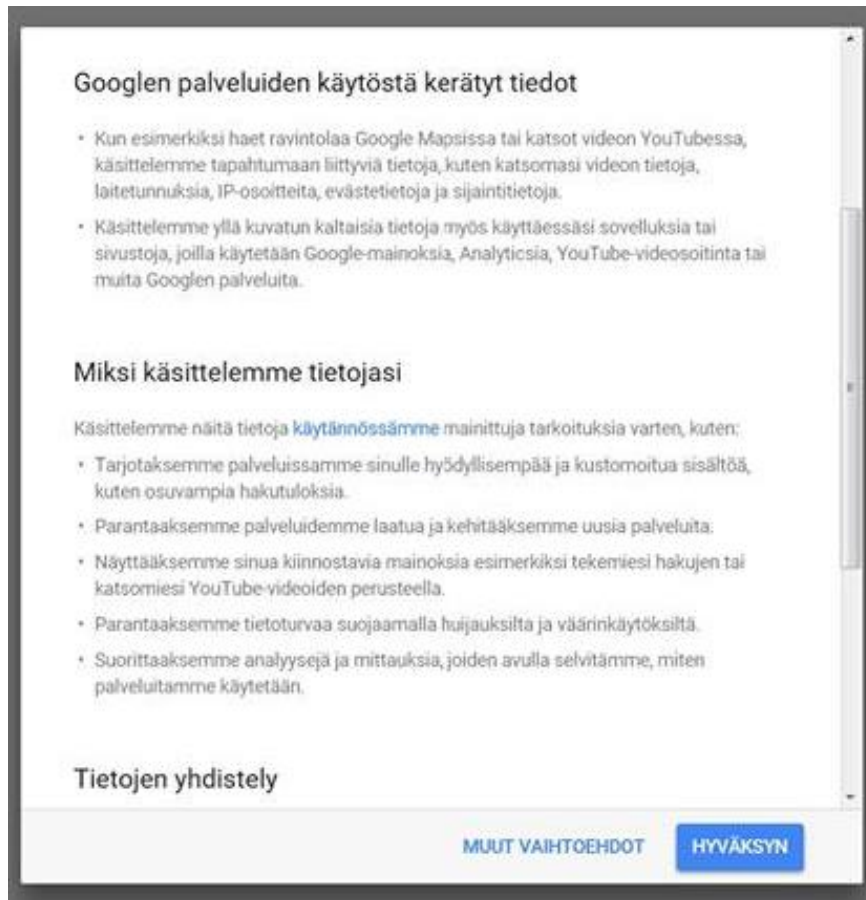 Googlen palveluiden käytöstä kerätyt tiedot
• Kun esimerkiksi haet ravintolaa Google Mapsissa tai katsot videon YouTubessa,
käsittelemme tapahtumaan liittyviä tietoja, kuten katsomasi videon tietoja,
laitetunnuksia, IP-osoitteita, evästetietoja ja sijaintitietoja.
• Käsittelemme yllä kuvatun kaltaisia tietoja myös käyttäessäsi sovelluksia tai
sivustoja, joilla käytetään Google-mainoksia, Analyticsia, YouTube-videosoitinta tai
muita Googlen palveluita.
Miksi käsittelemme tietojasi
Käsittelemme näitä tietoja käytännössämme mainittuja tarkoituksia varten, kuten:
• Tarjotaksemme palveluissamme sinulle hyödyllisempää ja kustomoitua sisältöä,
kuten osuvampia hakutuloksia.
• Parantaaksemme palveluidemme laatua ja kehitääksemme uusia palveluita.
• Näyttääksemme sinua kiinnostavia mainoksia esimerkiksi tekemiesi hakujen tai
katsomiesi YouTube-videoiden perusteella.
• Parantaaksemme tietoturvaa suojaamalla huijauksilta ja väärinkäytöksiltä.
• Suorittaaksemme analyysejä ja mittauksia, joiden avulla selvitämme, miten
palveluitamme käytetään.
Tietojen yhdistely
MUUT VAIHTOEHDOT
HYVÄKSYN